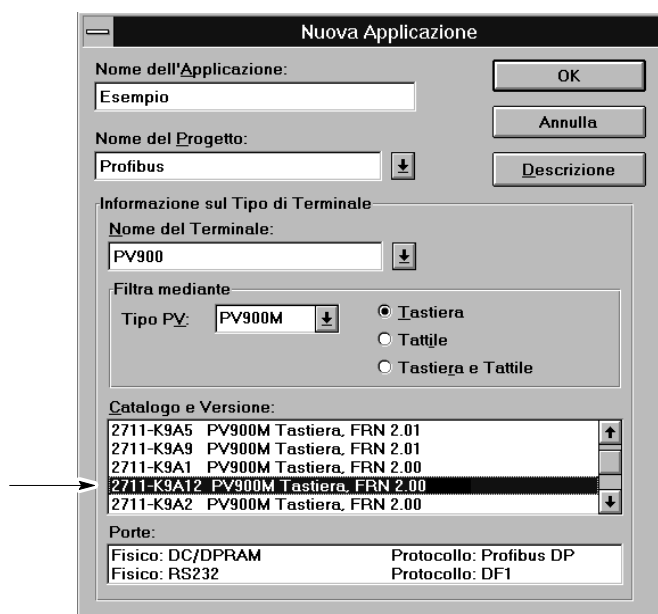 Nuova Applicazione
Nome dell'Applicazione:
Esempio
OK
Annulla
Nome del Progetto:
Profibus
Descrizione
Informazione sul Tipo di Terminale
Nome del Terminale:
PV900
Filtra mediante
Tipo PV: PV900M
Tastiera
Tattile
Tastiera e Tattile
Catalogo e Versione:
2711-K9A5 PV900M Tastiera, FRN 2.01
2711-K9A9 PV900M Tastiera, FRN 2.01
2711-K9A1 PV900M Tastiera, FRN 2.00
2711-K9A12 PV900M Tastiera, FRN 2.00
2711-K9A2 PV900M Tastiera, FRN 2.00
Porte:
Fisico: DC/DPRAM Protocollo: Profibus DP
Fisico: RS232 Protocollo: DF1